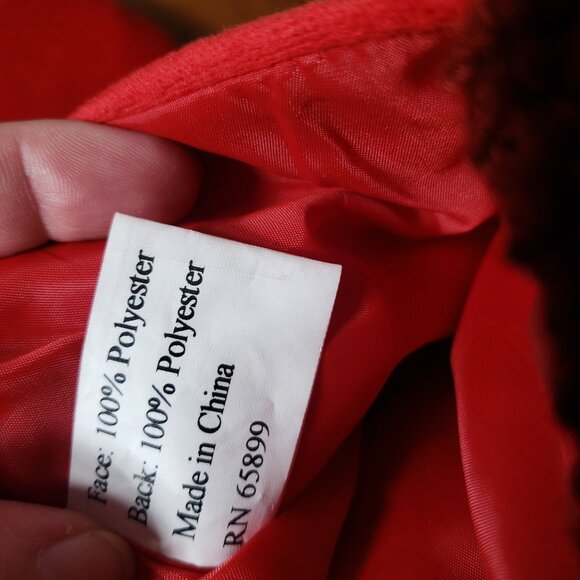 Face: 100% Polyester
Back: 100% Polyester
Made in China
RN 65899